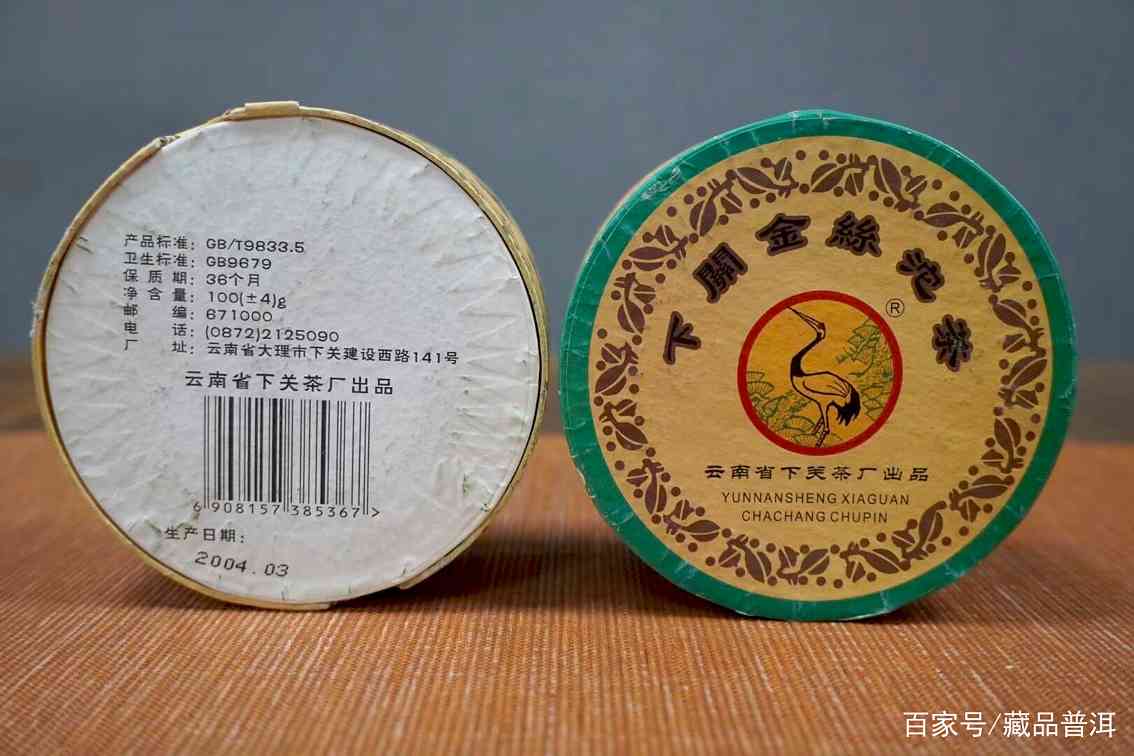 产品标准：GB/T9833.5
卫生标准：GB9679
保质期：36个月
净含量：100(±4)g
邮编：671000
电话：(0872)2125090
厂址：云南省大理市下关建设西路141号
云南省下关茶厂出品
6 908157 385367 >
生产日期：
2004.03
下關金絲沱茶
®
云南省下关茶厂出品
YUNNANSHENG XIAGUAN
CHACHANG CHUPIN
百家号/藏品普洱